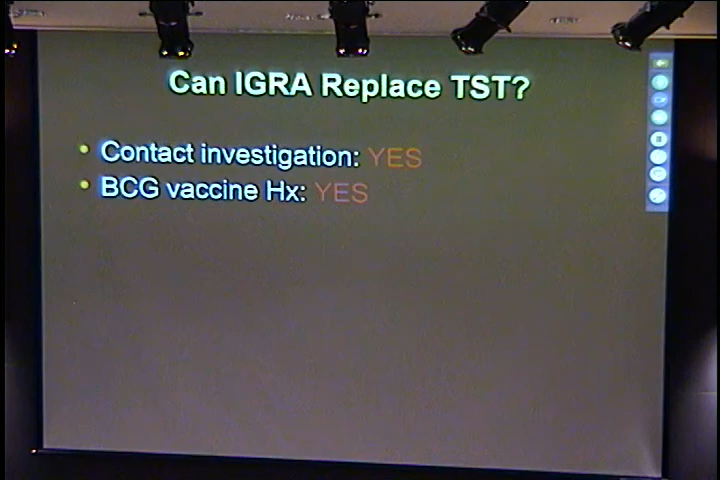 Can IGRA Replace TST?
• Contact investigation: YES
• BCG vaccine Hx: YES